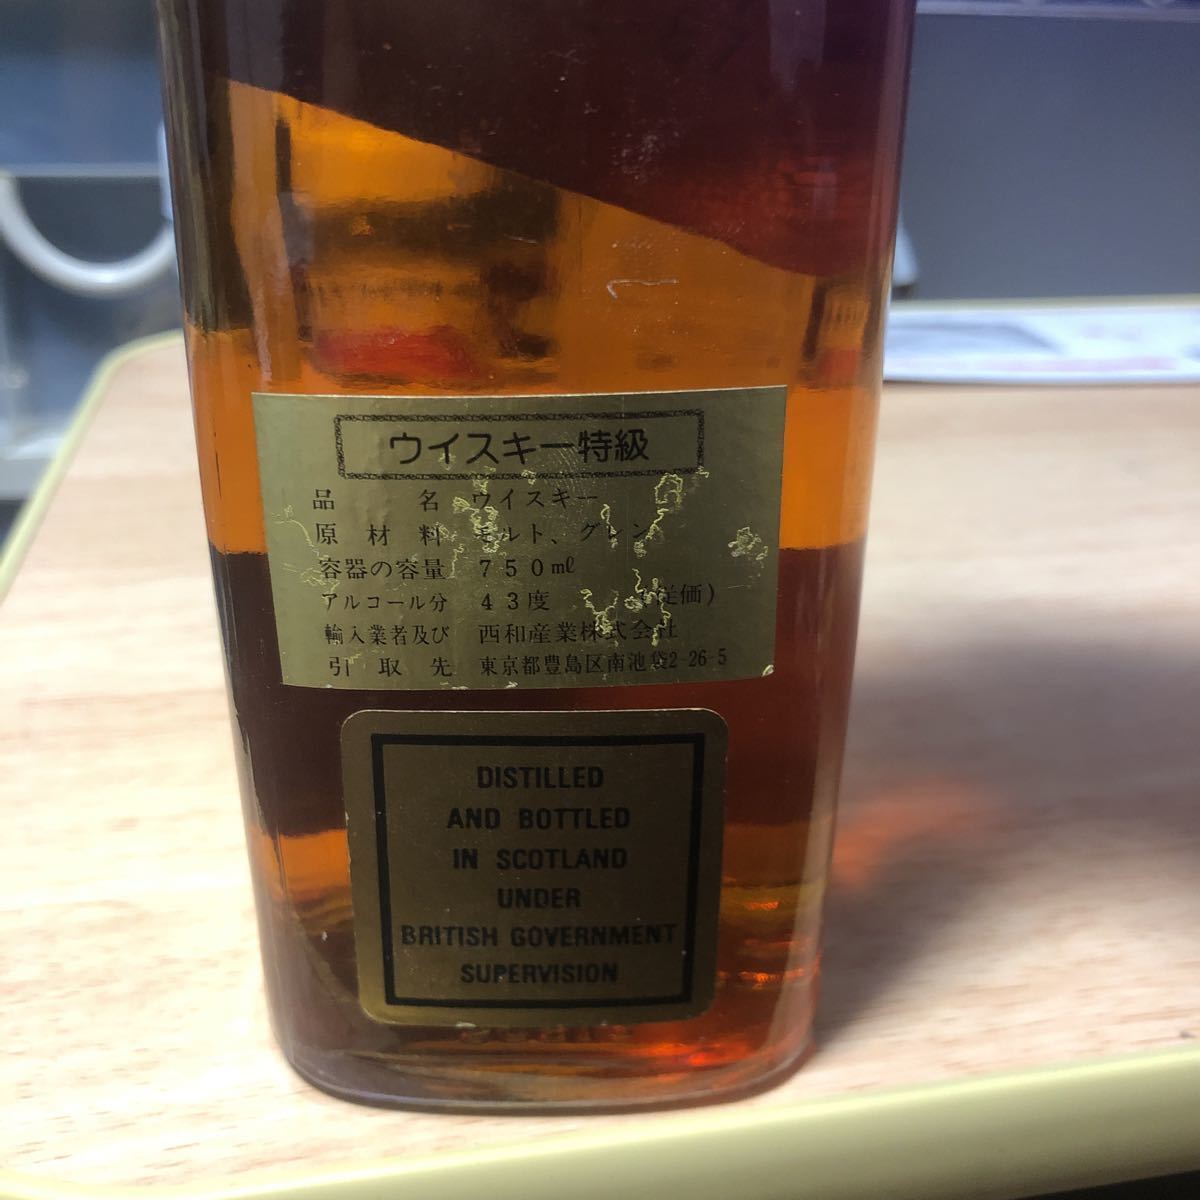 ウイスキー特級
品名 ウイスキー
原材料 モルト、グレン
容器の容量 750ml
アルコール分 43度 (従価)
輸入業者及び 西和産業株式会社
引取先 東京都豊島区南池袋2-26-5
DISTILLED
AND BOTTLED
IN SCOTLAND
UNDER
BRITISH GOVERNMENT
SUPERVISION